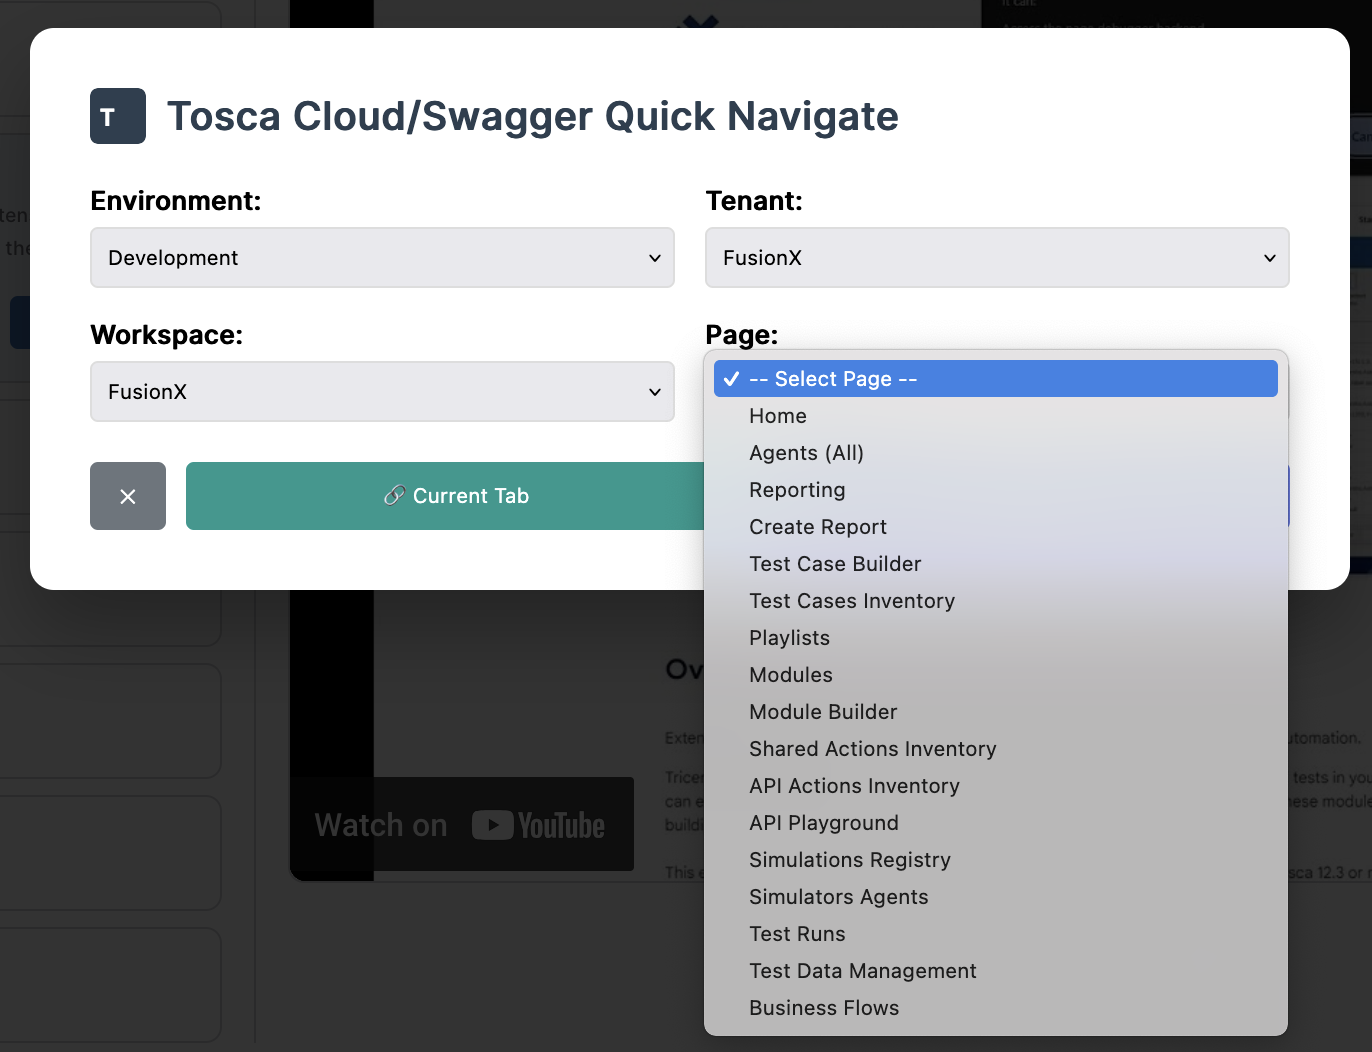 It can:
T
Tosca Cloud/Swagger Quick Navigate
Environment:
Tenant:
Development
FusionX
Workspace:
Page:
FusionX
✓ -- Select Page --
Home
Agents (All)
Reporting
Create Report
Test Case Builder
Test Cases Inventory
Playlists
Modules
Module Builder
Shared Actions Inventory
API Actions Inventory
API Playground
Simulations Registry
Simulators Agents
Test Runs
Test Data Management
Business Flows
× 🔗 Current Tab
the
Ov
Exten
utomation.
Tricen
tests in you
can e
hese module
buildi
This e
sca 12.3 or
Watch on YouTube